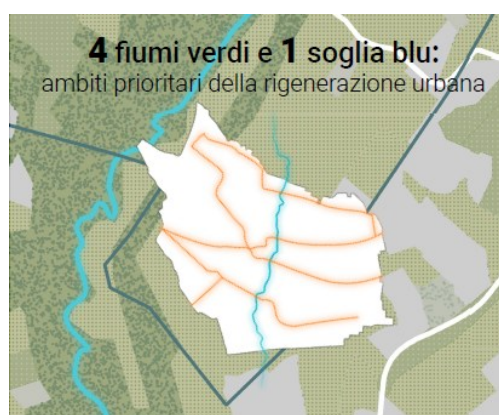 4 fiumi verdi e 1 soglia blu:
ambiti prioritari della rigenerazione urbana